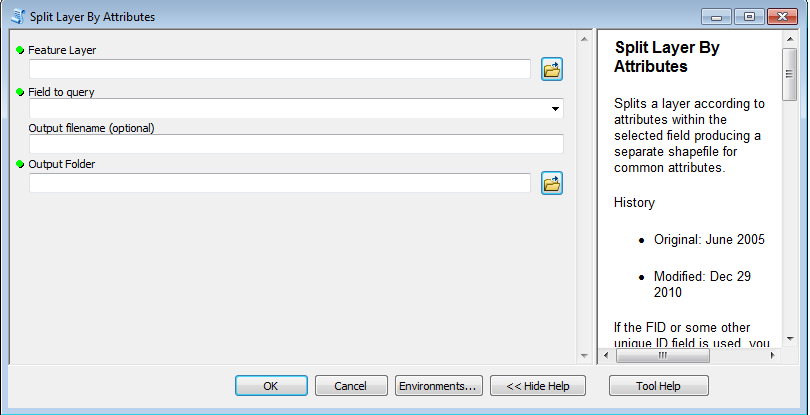 Split Layer By Attributes
Feature Layer
Field to query
Output filename (optional)
Output Folder
Split Layer By
Attributes
Splits a layer according to
attributes within the
selected field producing a
separate shapefile for
common attributes.
History
• Original: June 2005
• Modified: Dec 29
2010
If the FID or some other
unique ID field is used, you
OK
Cancel
Environments...
<< Hide Help
Tool Help